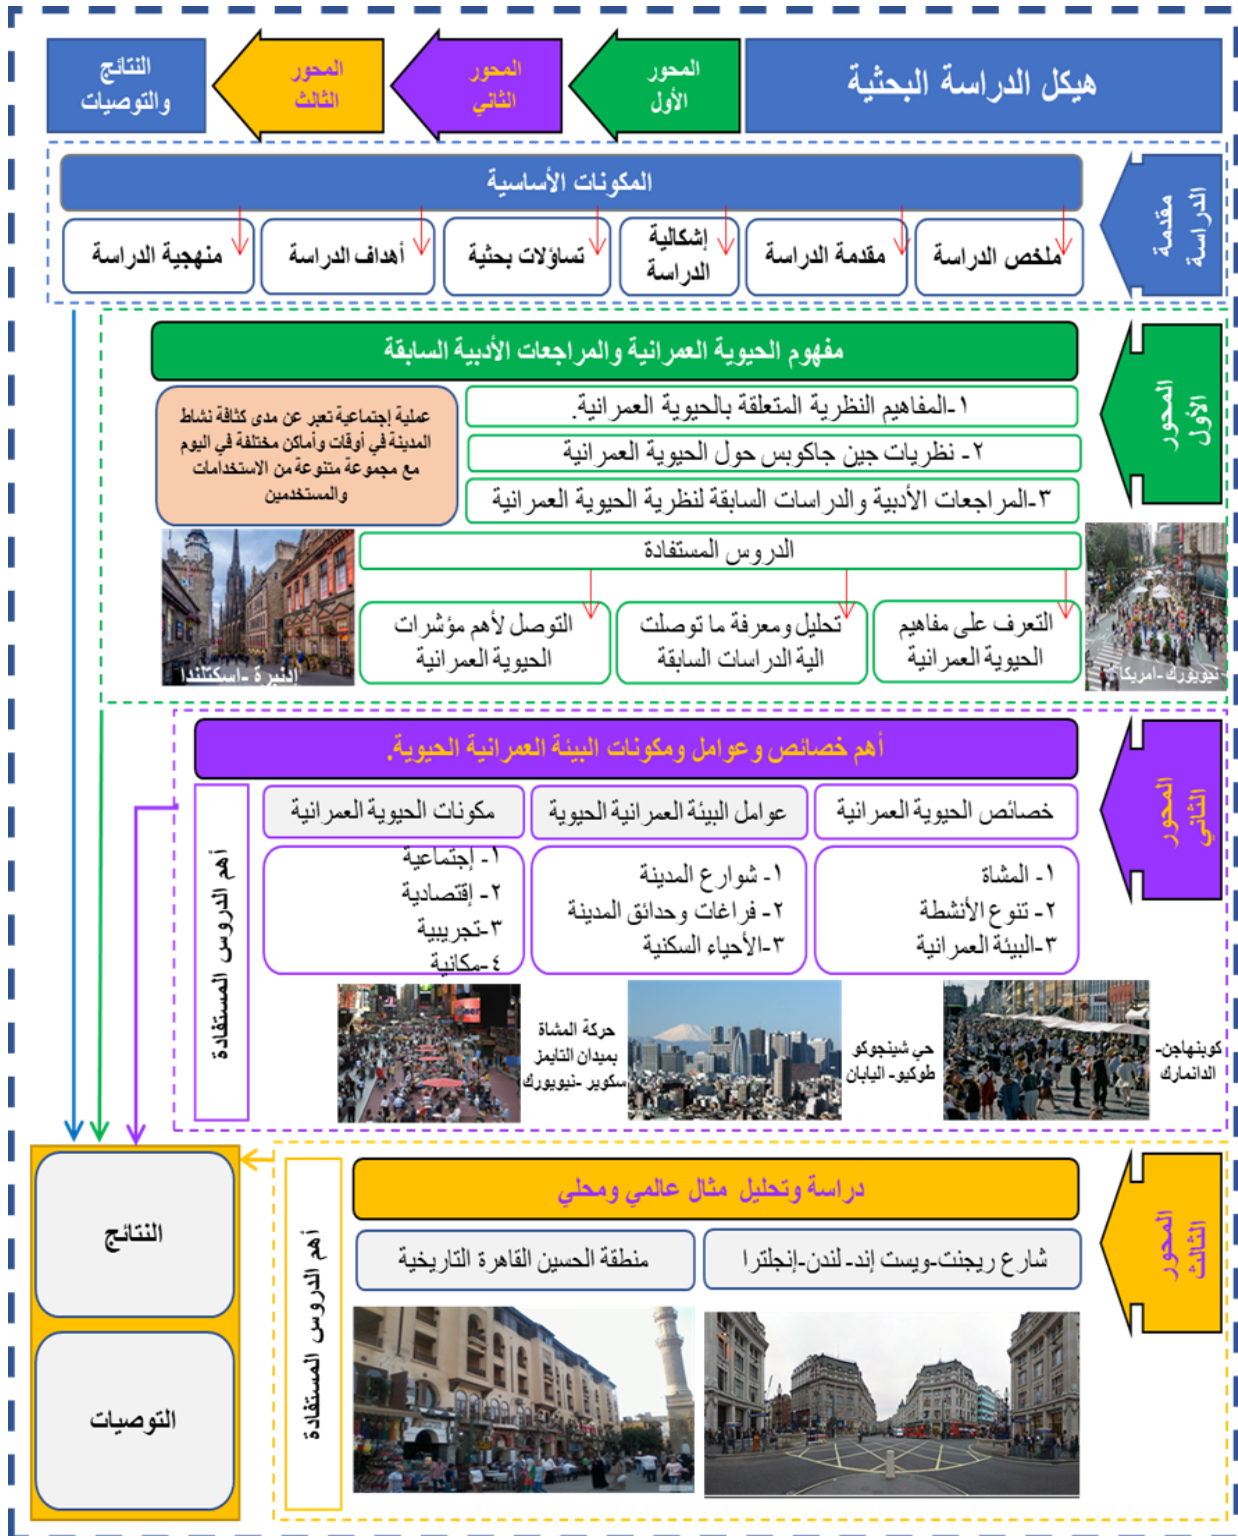 هيكل الدراسة البحثية
المحور
الأول
المحور
الثاني
المحور
الثالث
النتائج
والتوصيات
مقدمة
الدراسة
المكونات الأساسية
ملخص الدراسة
مقدمة الدراسة
إشكالية
الدراسة
تساؤلات بحثية
أهداف الدراسة
منهجية الدراسة
المحور
الأول
مفهوم الحيوية العمرانية والمراجعات الأدبية السابقة
١-المفاهيم النظرية المتعلقة بالحيوية العمرانية.
٢- نظريات جين جاكوبس حول الحيوية العمرانية
٣-المراجعات الأدبية والدراسات السابقة لنظرية الحيوية العمرانية
عملية إجتماعية تعبر عن مدى كثافة نشاط
المدينة في أوقات وأماكن مختلفة في اليوم
مع مجموعة متنوعة من الاستخدامات
والمستخدمين
الدروس المستفادة
التعرف على مفاهيم
الحيوية العمرانية
تحليل ومعرفة ما توصلت
الية الدراسات السابقة
التوصل لأهم مؤشرات
الحيوية العمرانية
نيويورك -امريكا
إدنبرة -اسيكتلندا
المحور
الثاني
أهم خصائص وعوامل ومكونات البيئة العمرانية الحيوية.
خصائص الحيوية العمرانية
١- المشاة
٢- تنوع الأنشطة
٣-البيئة العمرانية
عوامل البيئة العمرانية الحيوية
١- شوارع المدينة
٢- فراغات وحدائق المدينة
٣-الأحياء السكنية
مكونات الحيوية العمرانية
١- إجتماعية
٢- إقتصادية
٣-تجريبية
٤-مكانية
أهم الدروس المستفادة
كوبنهاجن-
الدانمارك
حي شينجوكو
طوكيو- اليابان
حركة المشاة
بميدان التايمز
سكوير -نيويورك
المحور
الثالث
دراسة وتحليل مثال عالمي ومحلي
شارع ريجنت-ويست إند- لندن-إنجلترا
منطقة الحسين القاهرة التاريخية
أهم الدروس المستفادة
النتائج
التوصيات